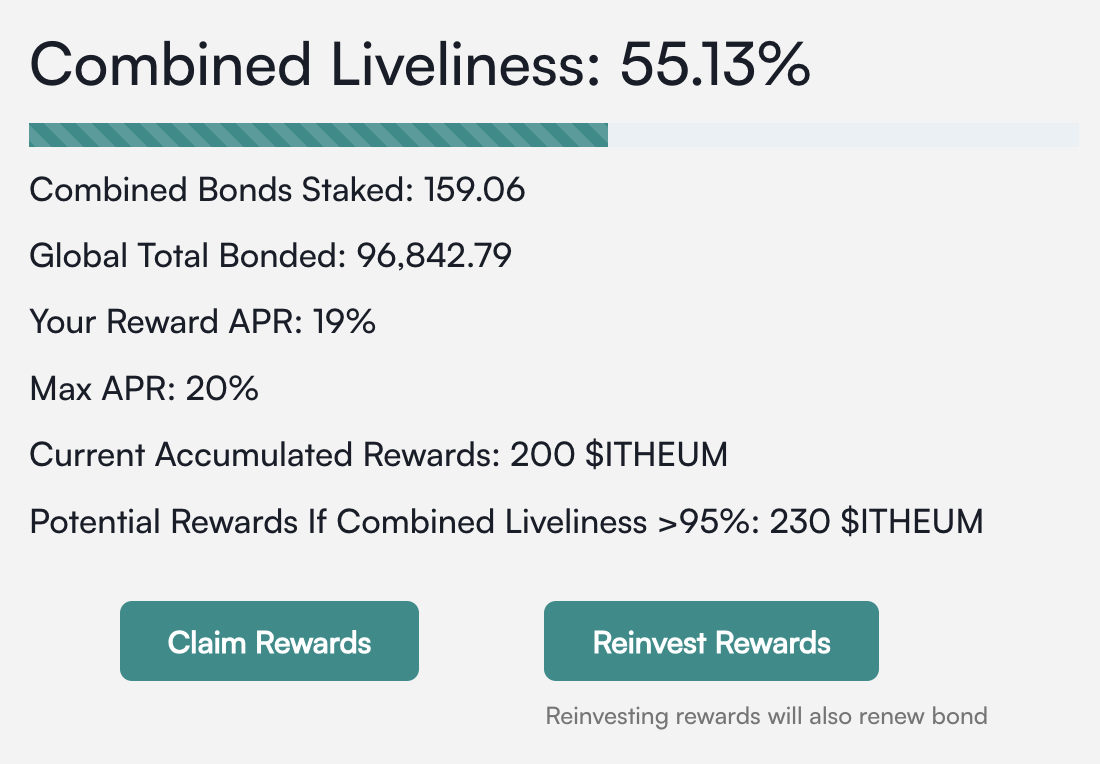 Combined Liveliness: 55.13%
Combined Bonds Staked: 159.06
Global Total Bonded: 96,842.79
Your Reward APR: 19%
Max APR: 20%
Current Accumulated Rewards: 200 $ITHEUM
Potential Rewards If Combined Liveliness >95%: 230 $ITHEUM
Claim Rewards
Reinvest Rewards
Reinvesting rewards will also renew bond